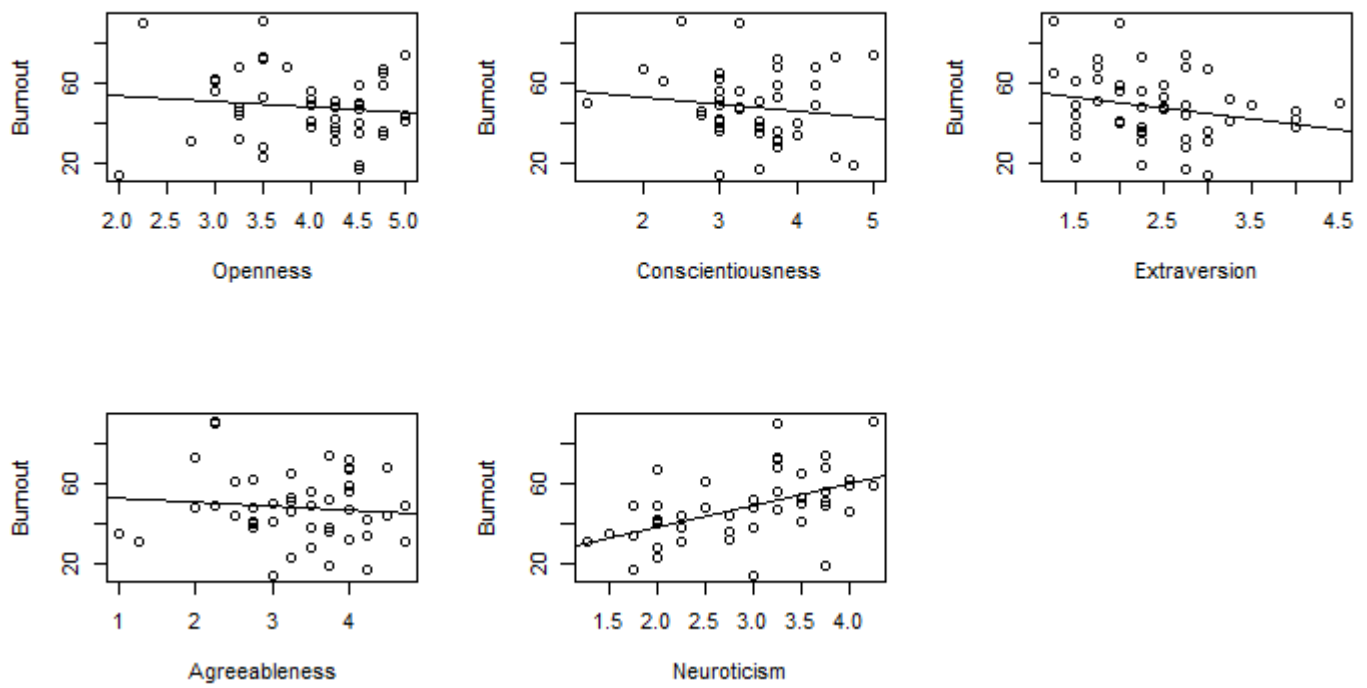 Burnout
60
20
2.0 2.5 3.0 3.5 4.0 4.5 5.0
Openness
Burnout
60
20
2 3 4 5
Conscientiousness
Burnout
60
20
1.5 2.5 3.5 4.5
Extraversion
Burnout
60
20
1 2 3 4
Agreeableness
Burnout
60
20
1.5 2.0 2.5 3.0 3.5 4.0
Neuroticism